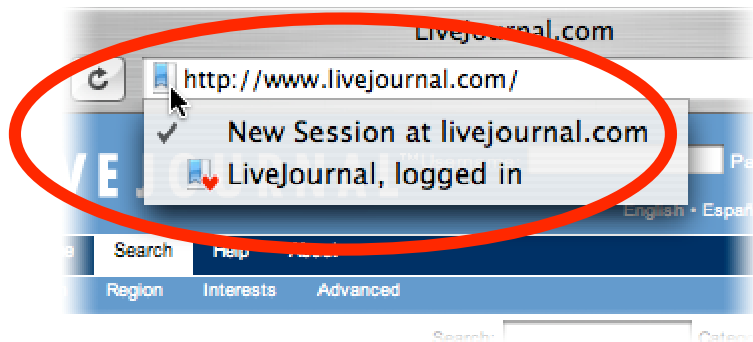 LiveJournal.com
http://www.livejournal.com/
New Session at livejournal.com
LiveJournal, logged in
English • Españ
Search Help About
Region Interests Advanced
Search: